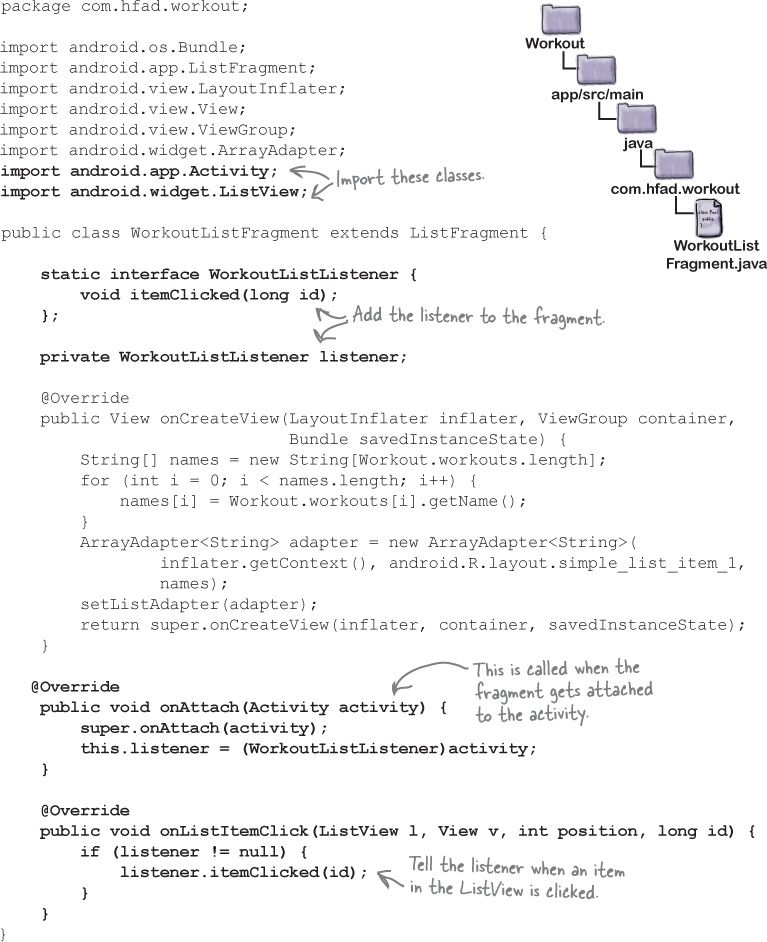 package com.hfad.workout;
import android.os.Bundle;
import android.app.ListFragment;
import android.view.LayoutInflater;
import android.view.View;
import android.view.ViewGroup;
import android.widget.ArrayAdapter;
import android.app.Activity;
import android.widget.ListView;
Import these classes.
Workout
app/src/main
java
com.hfad.workout
WorkoutList
Fragment.java
public class WorkoutListFragment extends ListFragment {
static interface WorkoutListListener {
void itemClicked(long id);
};
Add the listener to the fragment.
private WorkoutListListener listener;
@Override
public View onCreateView(LayoutInflater inflater, ViewGroup container,
Bundle savedInstanceState) {
String[] names = new String[Workout.workouts.length];
for (int i = 0; i < names.length; i++) {
names[i] = Workout.workouts[i].getName();
}
ArrayAdapter<String> adapter = new ArrayAdapter<String>(
inflater.getContext(), android.R.layout.simple_list_item_1,
names);
setListAdapter(adapter);
return super.onCreateView(inflater, container, savedInstanceState);
}
@Override
public void onAttach(Activity activity) {
super.onAttach(activity);
this.listener = (WorkoutListListener)activity;
}
This is called when the
fragment gets attached
to the activity.
@Override
public void onListItemClick(ListView l, View v, int position, long id) {
if (listener != null) {
listener.itemClicked(id);
}
}
}
Tell the listener when an item
in the ListView is clicked.